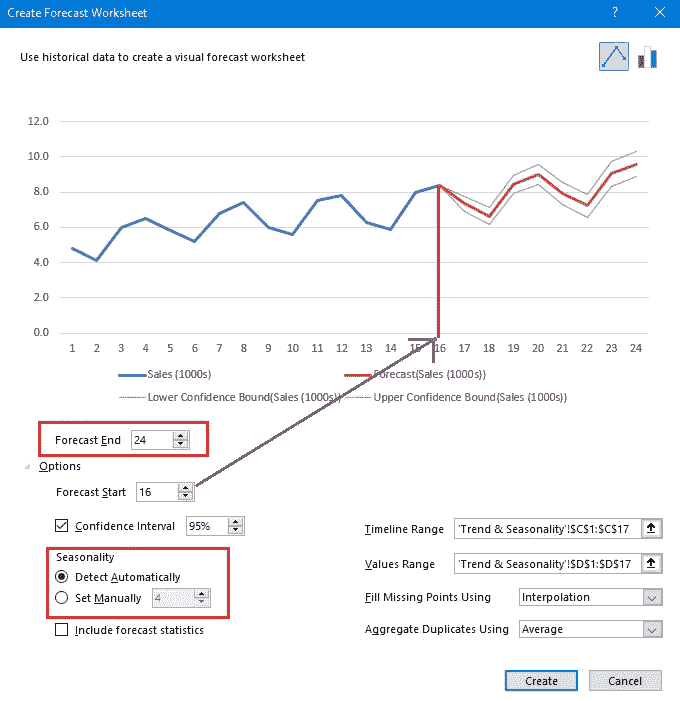 Create Forecast Worksheet
?
Use historical data to create a visual forecast worksheet
12.0
10.0
8.0
6.0
4.0
2.0
0.0
1 2 3 4 5 6 7 8 9 10 11 12 13 14 15 16 17 18 19 20 21 22 23 24
Sales (1000s) Forecast(Sales (1000s))
Lower Confidence Bound(Sales (1000s)) Upper Confidence Bound(Sales (1000s))
Forecast End 24
Options
Forecast Start 16
Confidence Interval 95%
Timeline Range 'Trend & Seasonality'!$C$1:$C$17
Seasonality
Values Range 'Trend & Seasonality'!$D$1:$D$17
Detect Automatically
Set Manually 4
Fill Missing Points Using Interpolation
Include forecast statistics
Aggregate Duplicates Using Average
Create Cancel